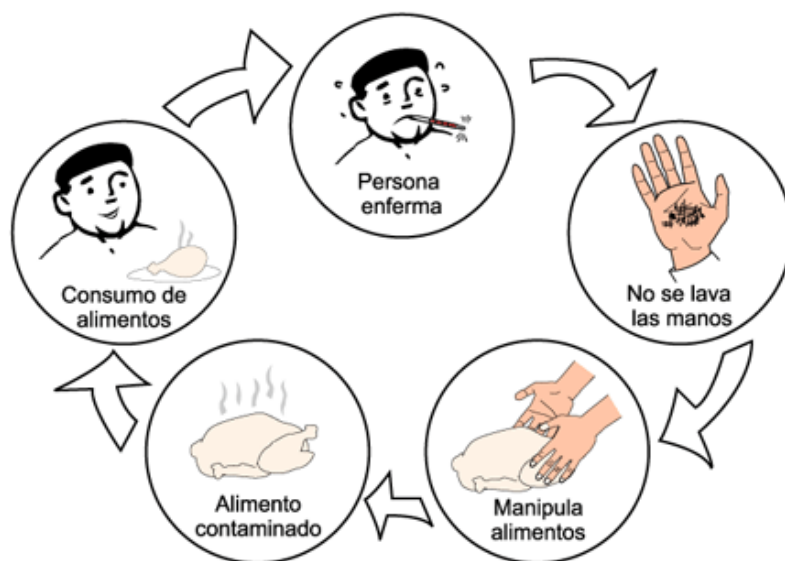 Persona
enferma
No se lava
las manos
Manipula
alimentos
Alimento
contaminado
Consumo de
alimentos